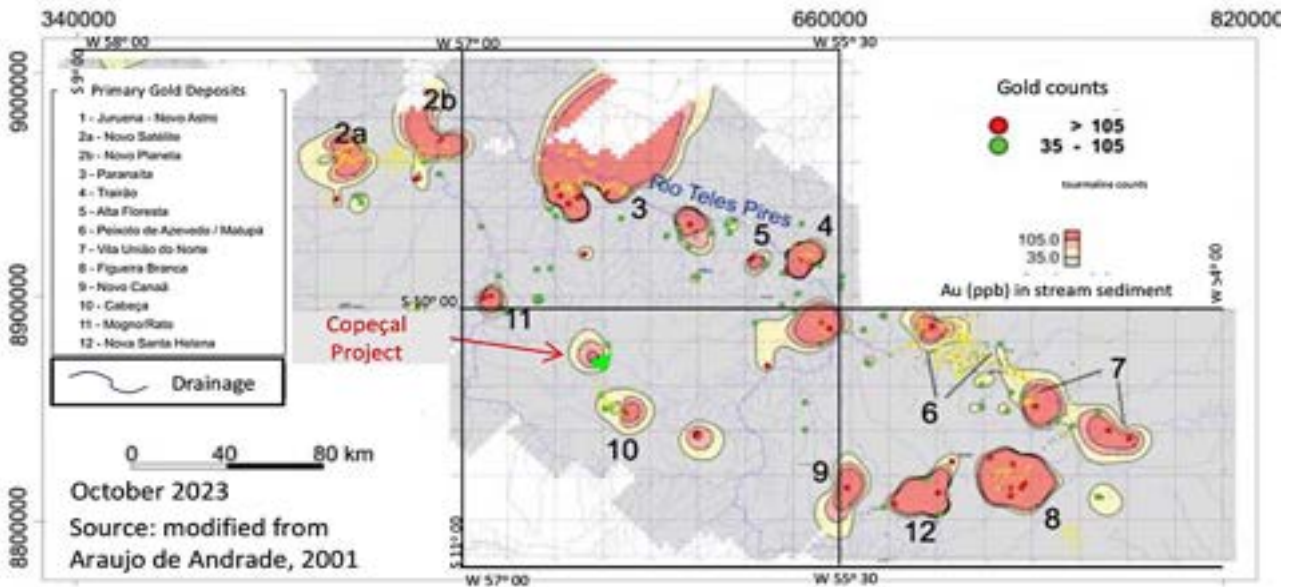 340000
660000
820000
W 58° 00
W 57° 00
W 55° 30
S 9° 00
9000000
8900000
8800000
Primary Gold Deposits
1 - Juruena - Novo Astro
2a - Novo Satélite
2b - Novo Planeta
3 - Paranaíta
4 - Trairão
5 - Alta Floresta
6 - Peixoto de Azevedo / Matupá
7 - Vila União do Norte
8 - Figueira Branca
9 - Novo Canaã
10 - Cabeça
11 - Mogno/Rato
12 - Nova Santa Helena
Drainage
2a
2b
3
Rio Teles Pires
5
4
Gold counts
> 105
35 - 105
tourmaline counts
105.0
35.0
Au (ppb) in stream sediment
W 54° 00
S 10° 00
11
Copeçal
Project
10
6
7
9
12
8
0 40 80 km
October 2023
Source: modified from
Araujo de Andrade, 2001
S 11° 00
W 57° 00
W 55° 30